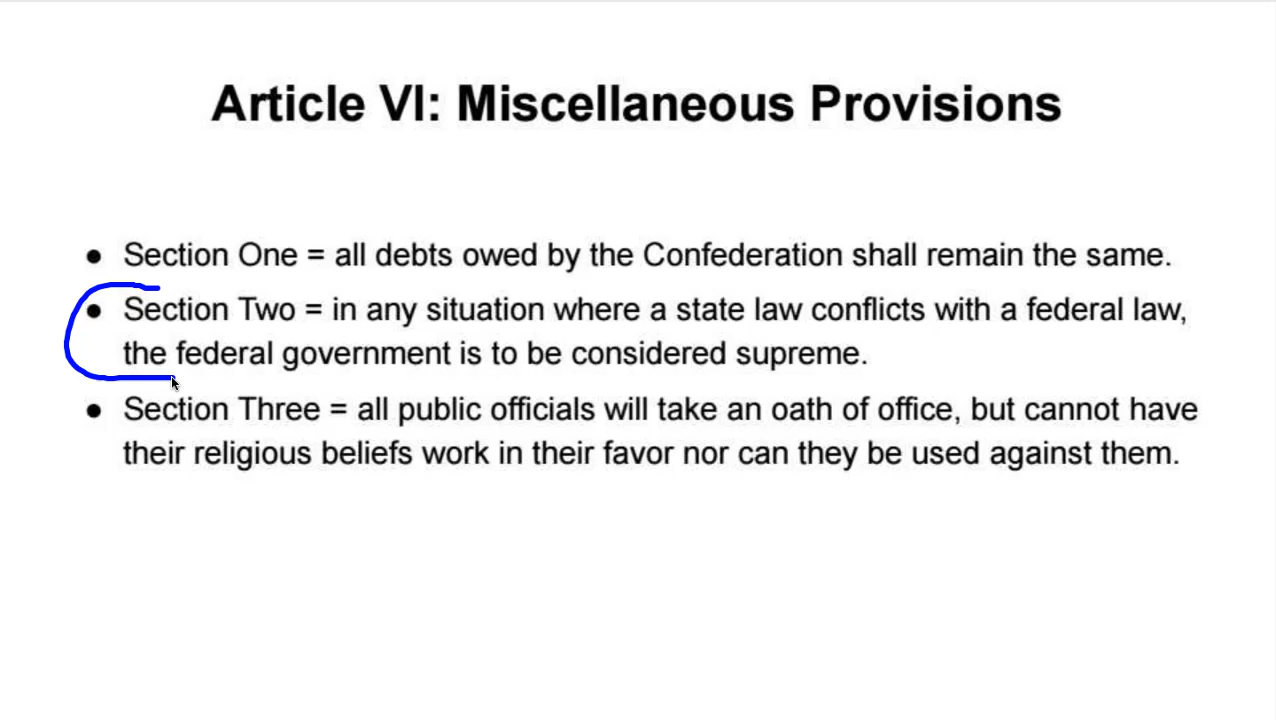 Article VI: Miscellaneous Provisions
● Section One = all debts owed by the Confederation shall remain the same.
● Section Two = in any situation where a state law conflicts with a federal law,
the federal government is to be considered supreme.
● Section Three = all public officials will take an oath of office, but cannot have
their religious beliefs work in their favor nor can they be used against them.